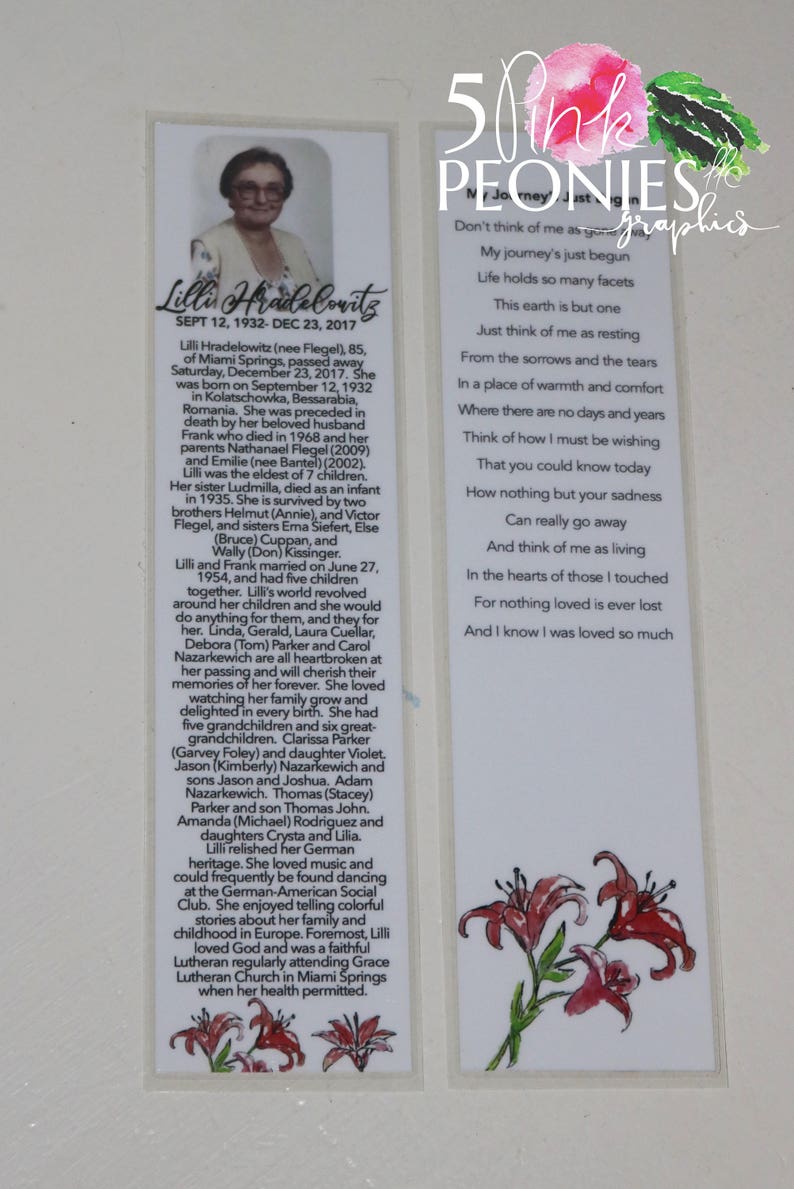 5 Pink
PEONIES llc
graphics
Lilli Hradelowitz
SEPT 12, 1932- DEC 23, 2017
Lilli Hradelowitz (nee Flegel), 85,
of Miami Springs, passed away
Saturday, December 23, 2017. She
was born on September 12, 1932
in Kolatschowka, Bessarabia,
Romania. She was preceded in
death by her beloved husband
Frank who died in 1968 and her
parents Nathanael Flegel (2009)
and Emilie (nee Bantel) (2002).
Lilli was the eldest of 7 children.
Her sister Ludmilla, died as an infant
in 1935. She is survived by two
brothers Helmut (Annie), and Victor
Flegel, and sisters Erna Siefert, Else
(Bruce) Cuppan, and
Wally (Don) Kissinger.
Lilli and Frank married on June 27,
1954, and had five children
together. Lilli's world revolved
around her children and she would
do anything for them, and they for
her. Linda, Gerald, Laura Cuellar,
Debora (Tom) Parker and Carol
Nazarkewich are all heartbroken at
her passing and will cherish their
memories of her forever. She loved
watching her family grow and
delighted in every birth. She had
five grandchildren and six great-
grandchildren. Clarissa Parker
(Garvey Foley) and daughter Violet.
Jason (Kimberly) Nazarkewich and
sons Jason and Joshua. Adam
Nazarkewich. Thomas (Stacey)
Parker and son Thomas John.
Amanda (Michael) Rodriguez and
daughters Crysta and Lilia.
Lilli relished her German
heritage. She loved music and
could frequently be found dancing
at the German-American Social
Club. She enjoyed telling colorful
stories about her family and
childhood in Europe. Foremost, Lilli
loved God and was a faithful
Lutheran regularly attending Grace
Lutheran Church in Miami Springs
when her health permitted.
My Journey's Just Begun
Don't think of me as gone away
My journey's just begun
Life holds so many facets
This earth is but one
Just think of me as resting
From the sorrows and the tears
In a place of warmth and comfort
Where there are no days and years
Think of how I must be wishing
That you could know today
How nothing but your sadness
Can really go away
And think of me as living
In the hearts of those I touched
For nothing loved is ever lost
And I know I was loved so much